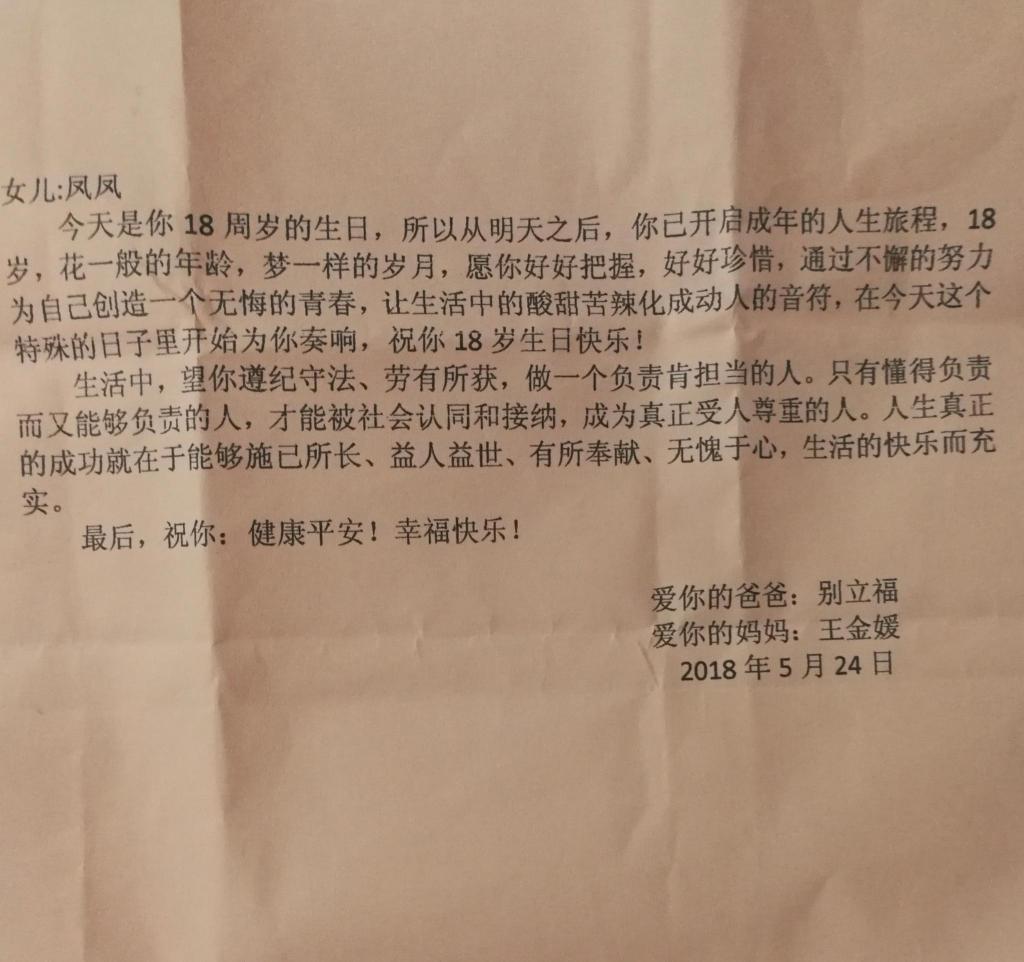 女儿:凤凤
今天是你 18 周岁的生日，所以从明天之后，你已开启成年的人生旅程，18
岁，花一般的年龄，梦一样的岁月，愿你好好把握，好好珍惜，通过不懈的努力
为自己创造一个无悔的青春，让生活中的酸甜苦辣化成动人的音符，在今天这个
特殊的日子里开始为你奏响，祝你 18 岁生日快乐！
生活中，望你遵纪守法、劳有所获，做一个负责肯担当的人。只有懂得负责
而又能够负责的人，才能被社会认同和接纳，成为真正受人尊重的人。人生真正
的成功就在于能够施己所长、益人益世、有所奉献、无愧于心，生活的快乐而充
实。
最后，祝你：健康平安！幸福快乐！
爱你的爸爸：别立福
爱你的妈妈：王金媛
2018 年 5 月 24 日